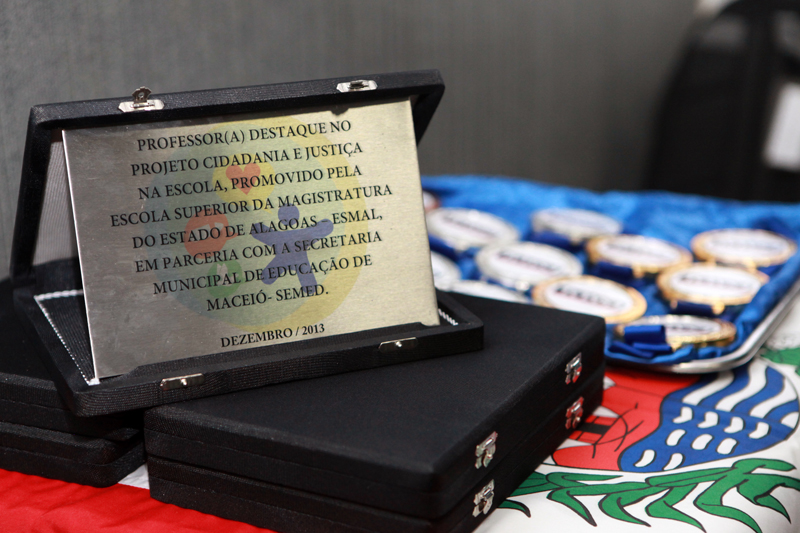 PROFESSOR(A) DESTAQUE NO
PROJETO CIDADANIA E JUSTIÇA
NA ESCOLA, PROMOVIDO PELA
ESCOLA SUPERIOR DA MAGISTRATURA
DO ESTADO DE ALAGOAS - ESMAL,
EM PARCERIA COM A SECRETARIA
MUNICIPAL DE EDUCAÇÃO DE
MACEIÓ- SEMED.
DEZEMBRO / 2013